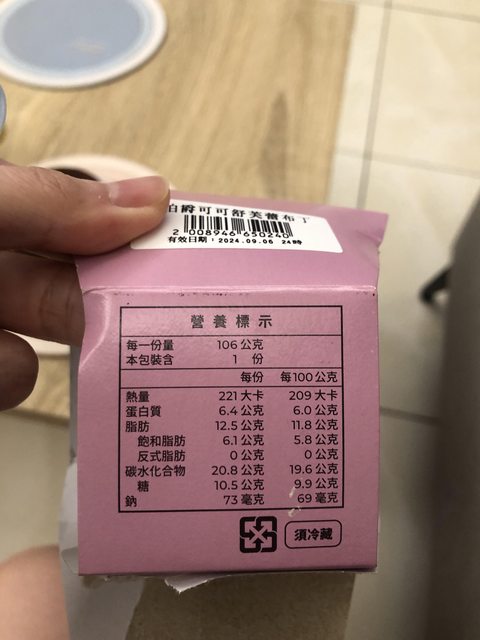 伯爵可可舒芙蕾布丁
2 008946 650240
有效日期：2024.09.06 24時
營養標示
每一份量 106 公克
本包裝含 1 份
每份 每 100 公克
熱量 221 大卡 209 大卡
蛋白質 6.4 公克 6.0 公克
脂肪 12.5 公克 11.8 公克
飽和脂肪 6.1 公克 5.8 公克
反式脂肪 0 公克 0 公克
碳水化合物 20.8 公克 19.6 公克
糖 10.5 公克 9.9 公克
鈉 73 毫克 69 毫克
須冷藏